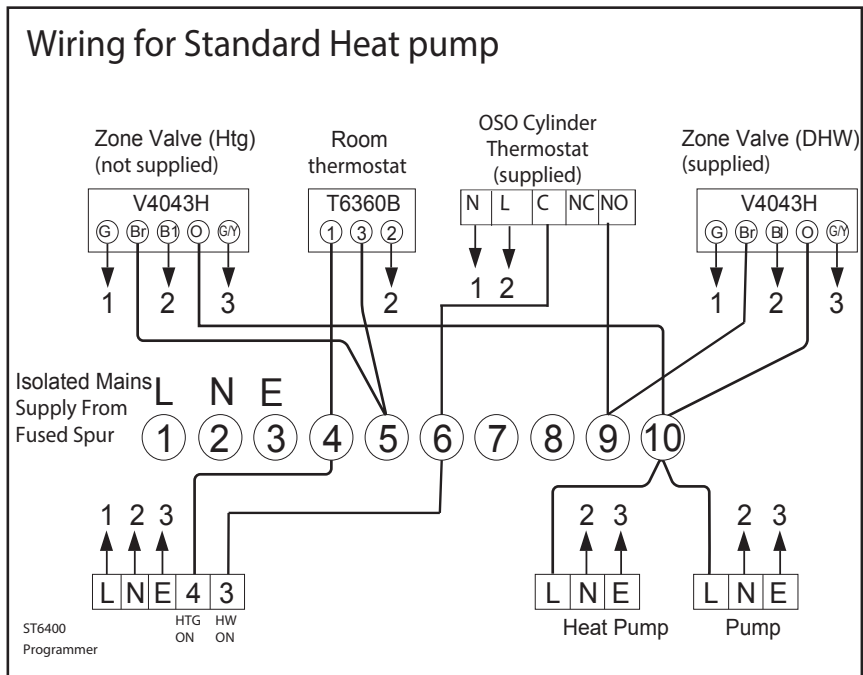 Wiring for Standard Heat pump
Zone Valve (Htg)
(not supplied)
Room
thermostat
OSO Cylinder
Thermostat
(supplied)
Zone Valve (DHW)
(supplied)
V4043H
G Br B1 O G/Y
1 2 3
T6360B
1 3 2
2
N L C NC NO
1 2
V4043H
G Br Bl O G/Y
1 2 3
Isolated Mains
Supply From
Fused Spur
L N E
1 2 3 4 5 6 7 8 9 10
1 2 3
L N E 4 3
HTG
ON
HW
ON
ST6400
Programmer
2 3
L N E
Heat Pump
2 3
L N E
Pump